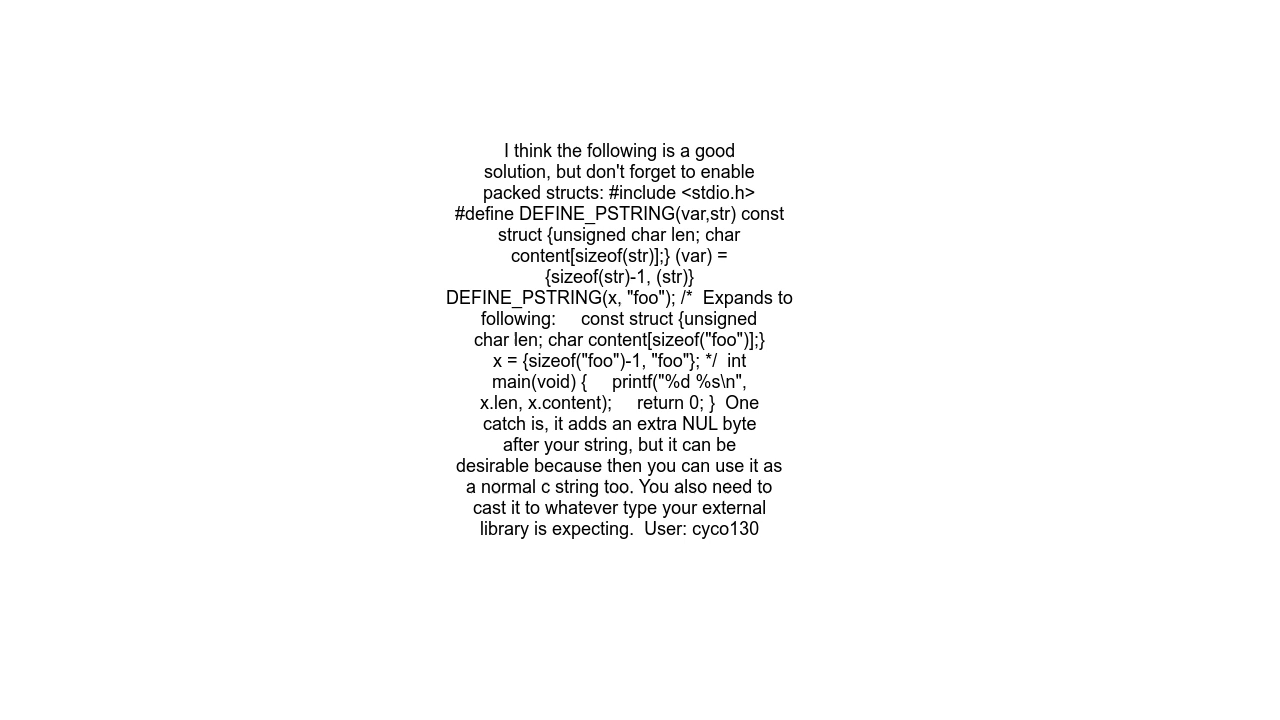 I think the following is a good
solution, but don't forget to enable
packed structs: #include <stdio.h>
#define DEFINE_PSTRING(var,str) const
struct {unsigned char len; char
content[sizeof(str)];} (var) =
{sizeof(str)-1, (str)}
DEFINE_PSTRING(x, "foo"); /*  Expands to
following:     const struct {unsigned
char len; char content[sizeof("foo")];}
x = {sizeof("foo")-1, "foo"}; */  int
main(void) {     printf("%d %s\n",
x.len, x.content);     return 0; }  One
catch is, it adds an extra NUL byte
after your string, but it can be
desirable because then you can use it as
a normal c string too. You also need to
cast it to whatever type your external
library is expecting.  User: cyco130